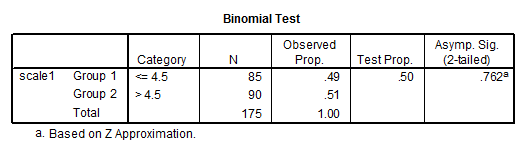 Binomial Test
Category N Observed Prop. Test Prop. Asymp. Sig. (2-tailed)
scale1 Group 1 <= 4.5 85 .49 .50 .762a
Group 2 > 4.5 90 .51
Total 175 1.00
a. Based on Z Approximation.